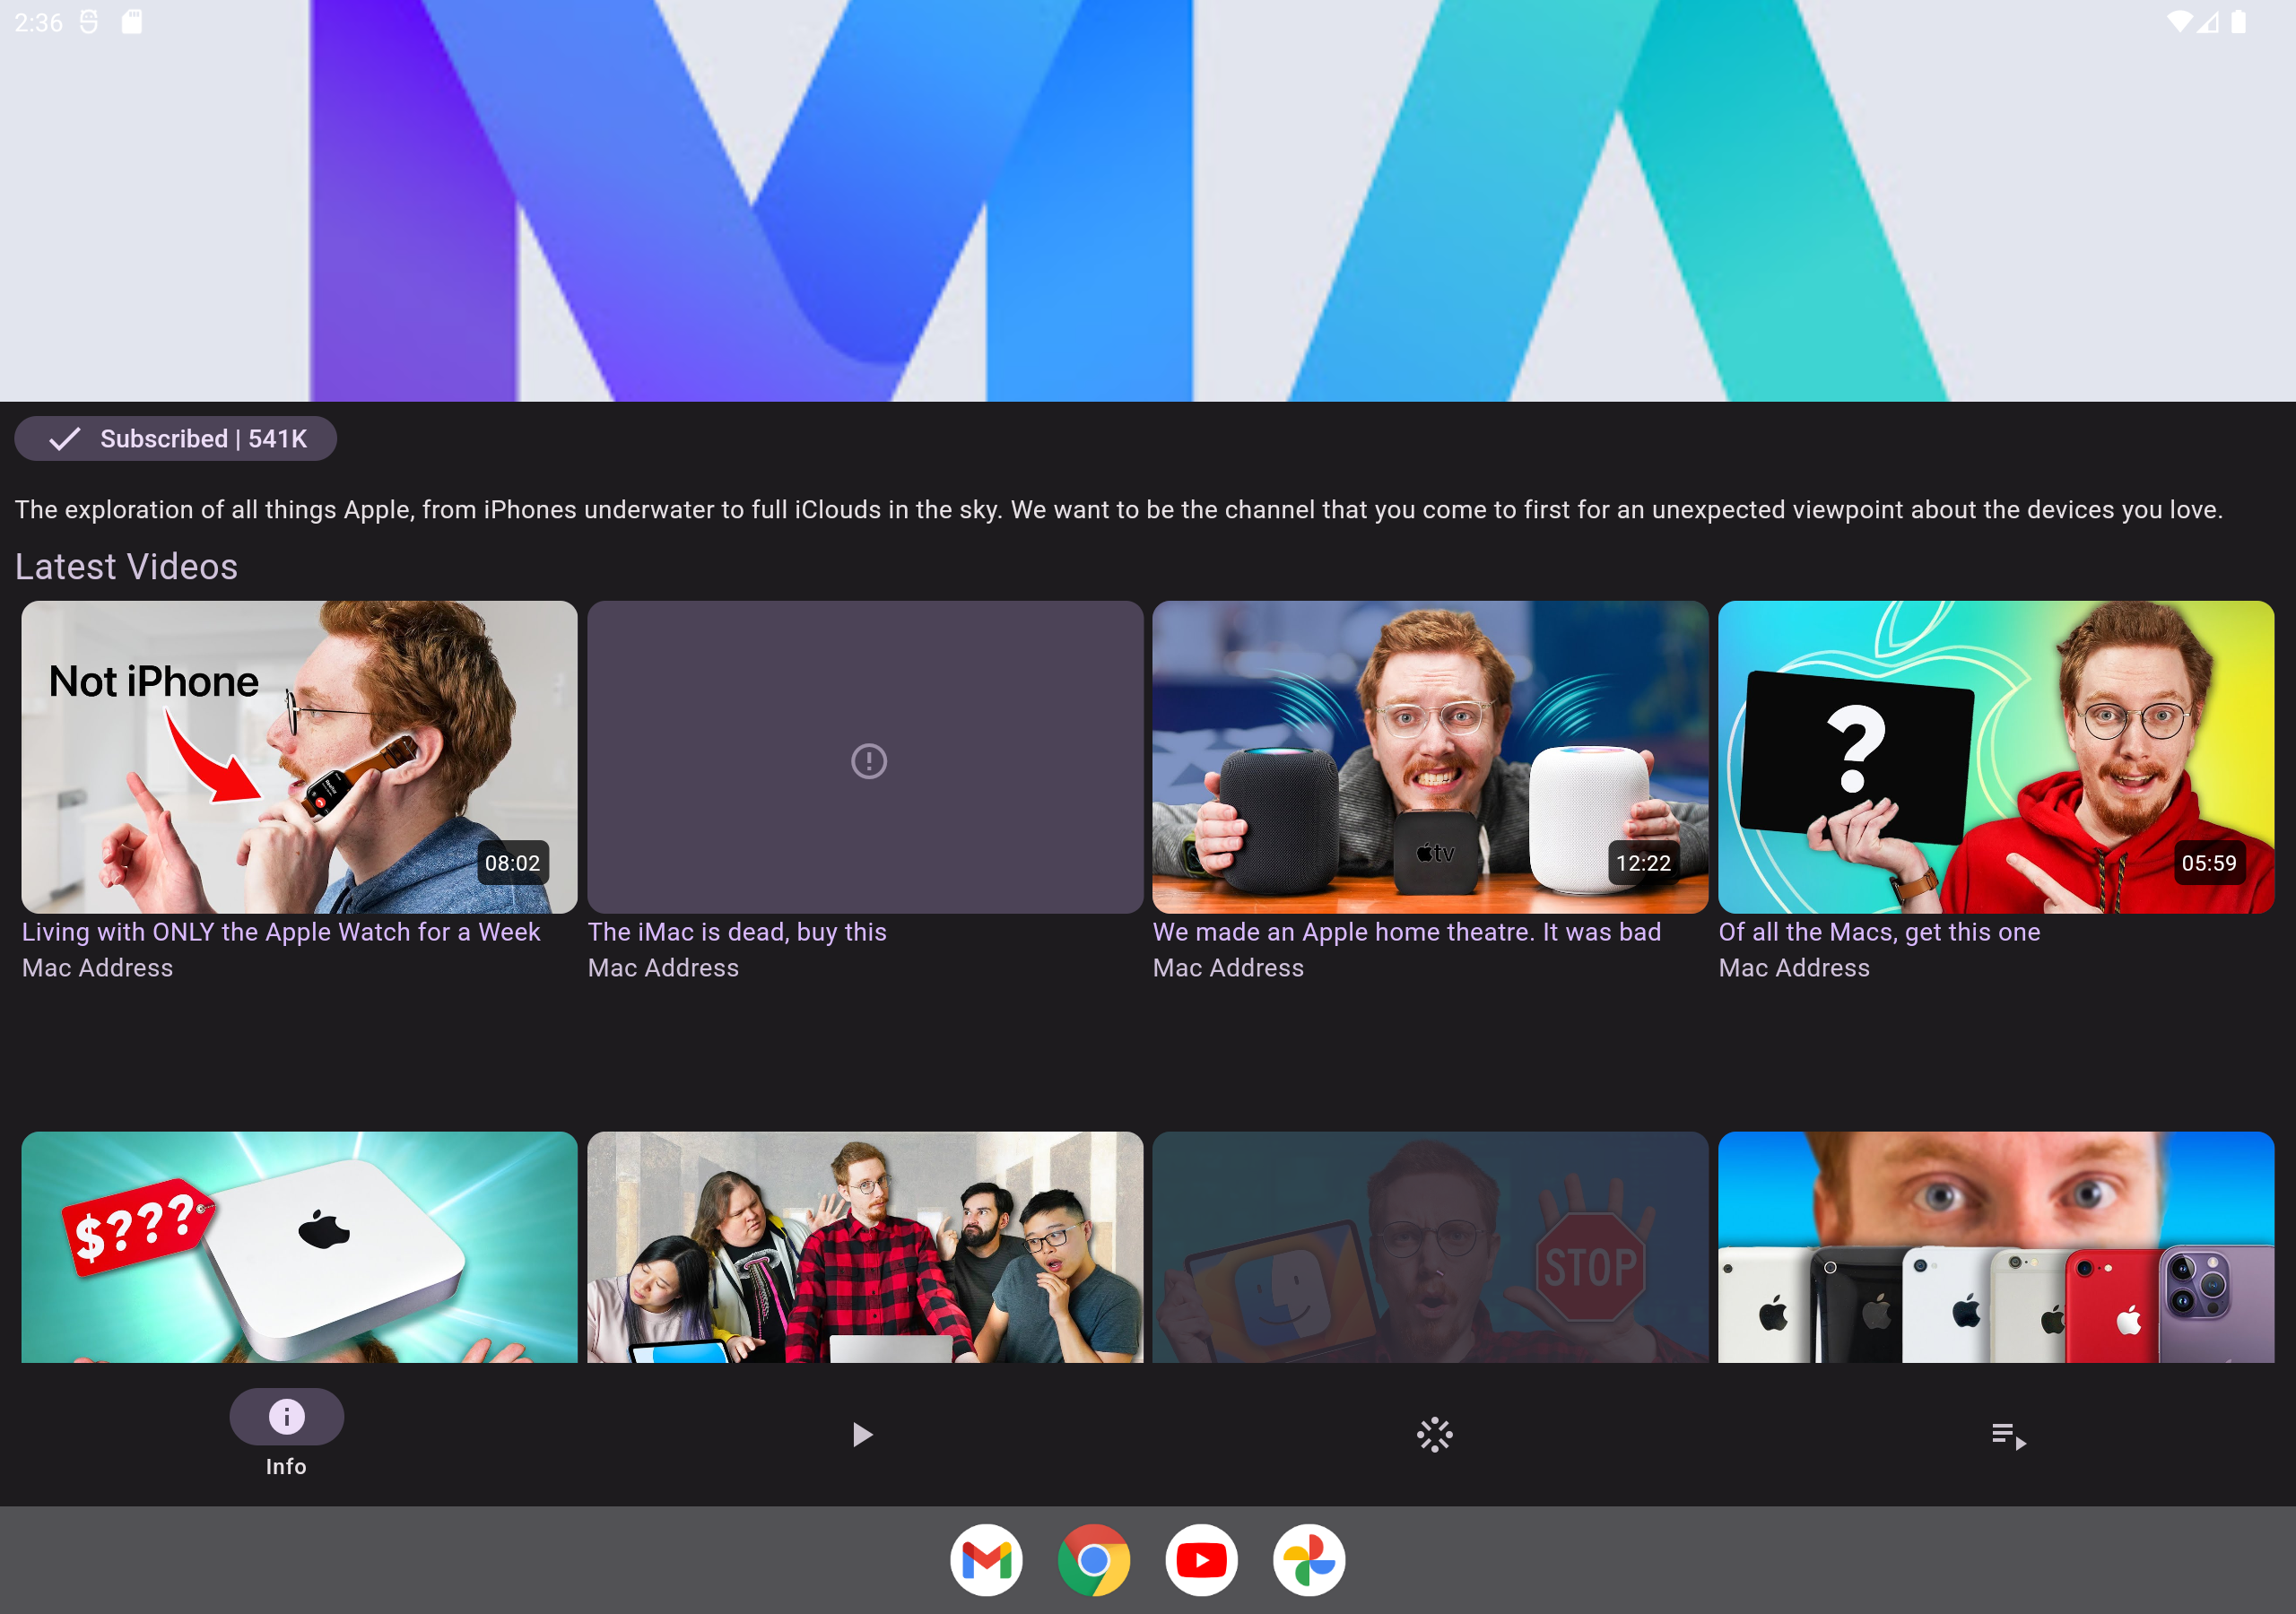 2:36
Subscribed | 541K
The exploration of all things Apple, from iPhones underwater to full iClouds in the sky. We want to be the channel that you come to first for an unexpected viewpoint about the devices you love.
Latest Videos
Not iPhone
08:02
tv
12:22
?
05:59
Living with ONLY the Apple Watch for a Week
The iMac is dead, buy this
We made an Apple home theatre. It was bad
Of all the Macs, get this one
Mac Address
Mac Address
Mac Address
Mac Address
$???
STOP
Info